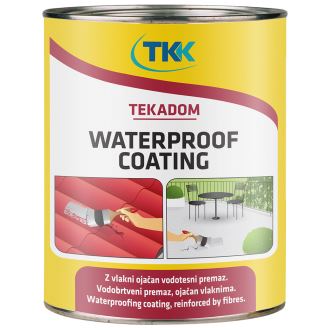 TKK
TEKADOM
WATERPROOF
COATING
Z vlakni ojačan vodotesni premaz.
Vodobrtveni premaz, ojačan vlaknima.
Waterproofing coating, reinforced by fibres.